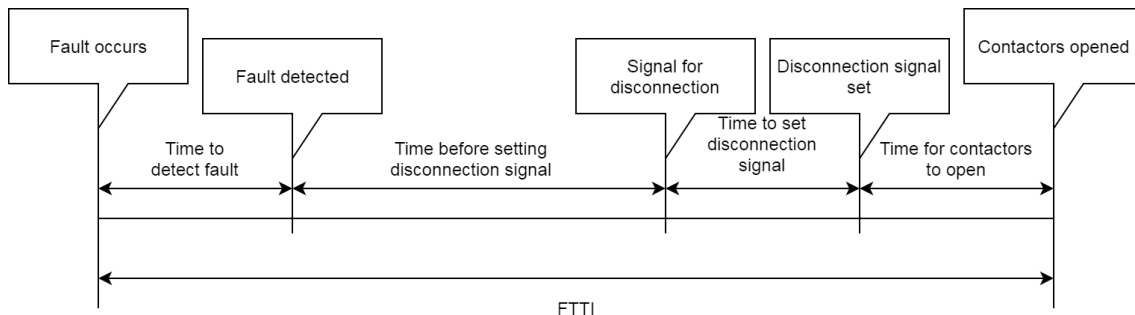 Fault occurs
Fault detected
Signal for
disconnection
Disconnection signal
set
Contactors opened
Time to
detect fault
Time before setting
disconnection signal
Time to set
disconnection
signal
Time for contactors
to open
FTTI